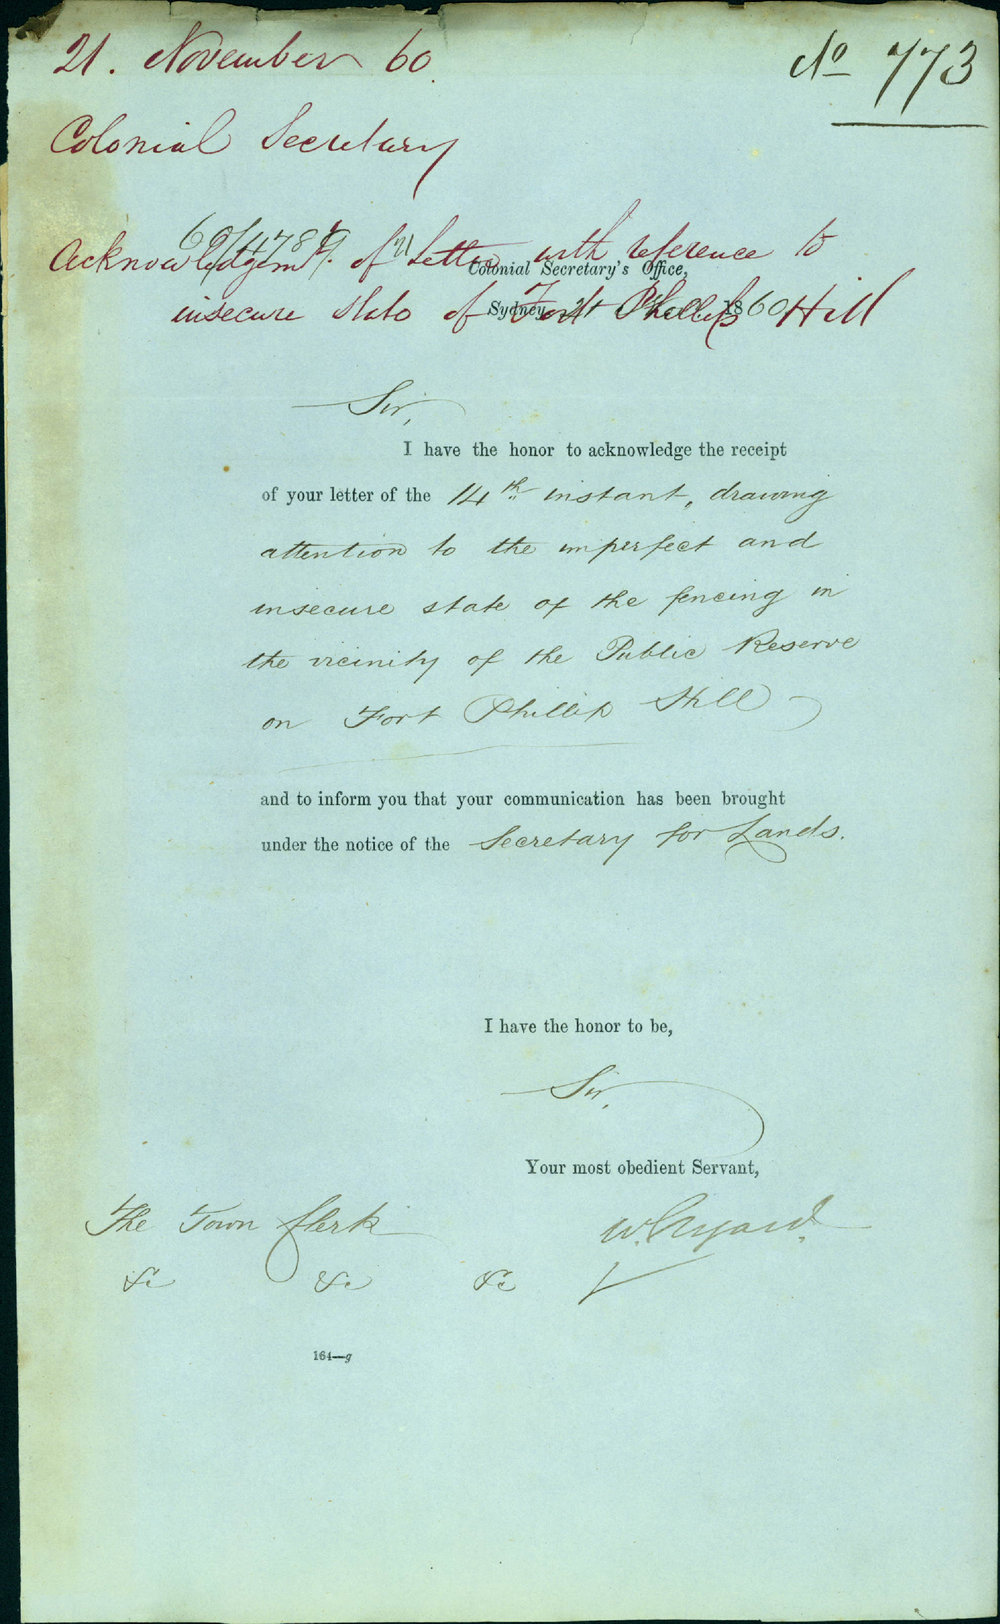 21. November 60.
No 773
Colonial Secretary
60/4789
Acknowledgemt. of Letter with reference to
Colonial Secretary's Office,
insecure state of Fort Phillip Hill
Sydney 21 1860
Sir,
I have the honor to acknowledge the receipt
of your letter of the 14th instant, drawing
attention to the imperfect and
insecure state of the fencing in
the vicinity of the Public Reserve
on Fort Phillip Hill
and to inform you that your communication has been brought
under the notice of the Secretary for Lands.
I have the honor to be,
Sir,
Your most obedient Servant,
The Town Clerk
&c &c &c
164—g